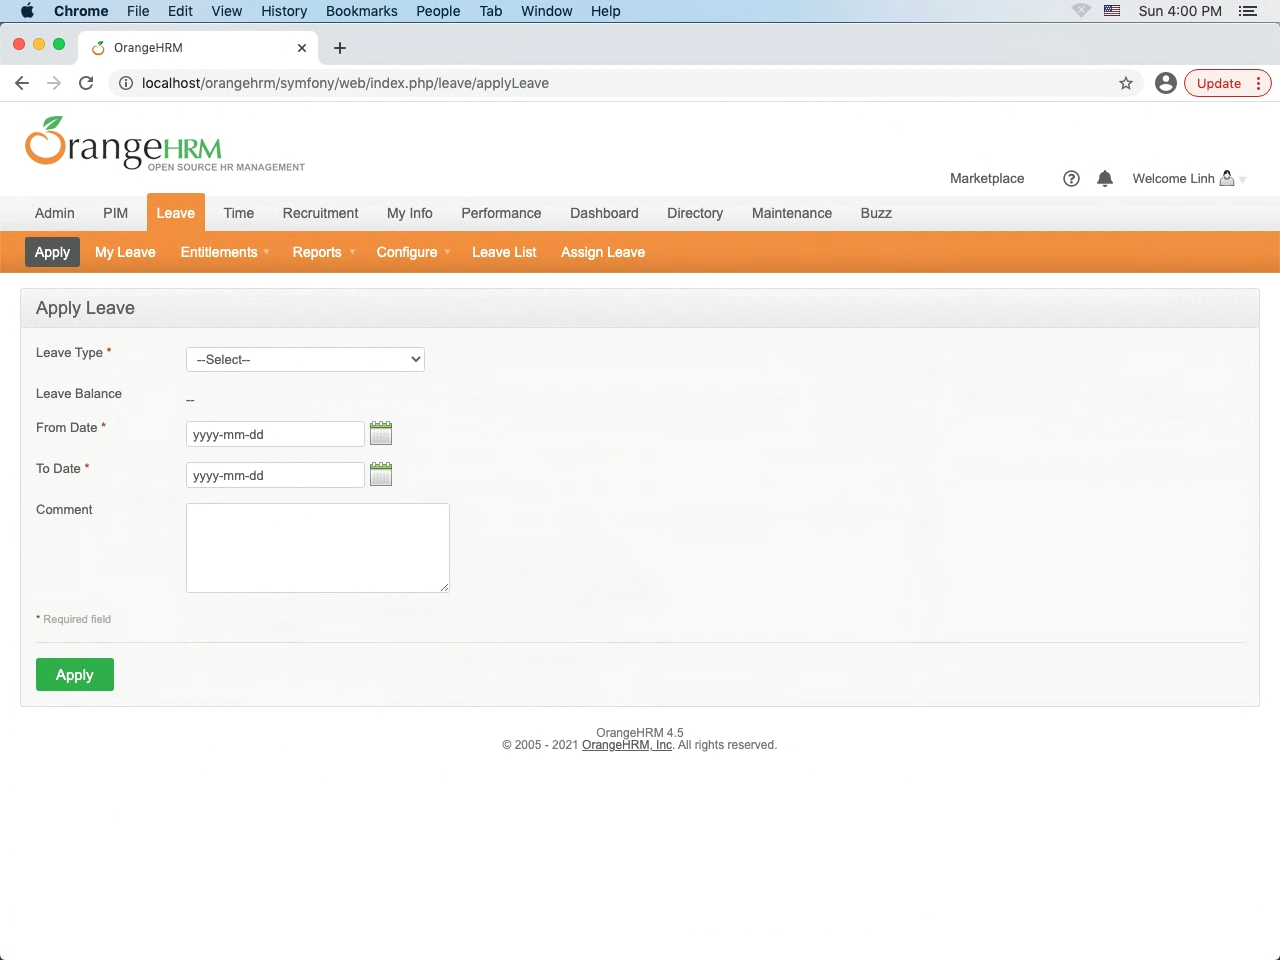 Chrome File Edit View History Bookmarks People Tab Window Help Sun 4:00 PM
OrangeHRM
localhost/orangehrm/symfony/web/index.php/leave/applyLeave Update
OrangeHRM
OPEN SOURCE HR MANAGEMENT
Marketplace Welcome Linh
Admin PIM Leave Time Recruitment My Info Performance Dashboard Directory Maintenance Buzz
Apply My Leave Entitlements Reports Configure Leave List Assign Leave
Apply Leave
Leave Type * --Select--
Leave Balance --
From Date * yyyy-mm-dd
To Date * yyyy-mm-dd
Comment
* Required field
Apply
OrangeHRM 4.5
© 2005 - 2021 OrangeHRM, Inc. All rights reserved.